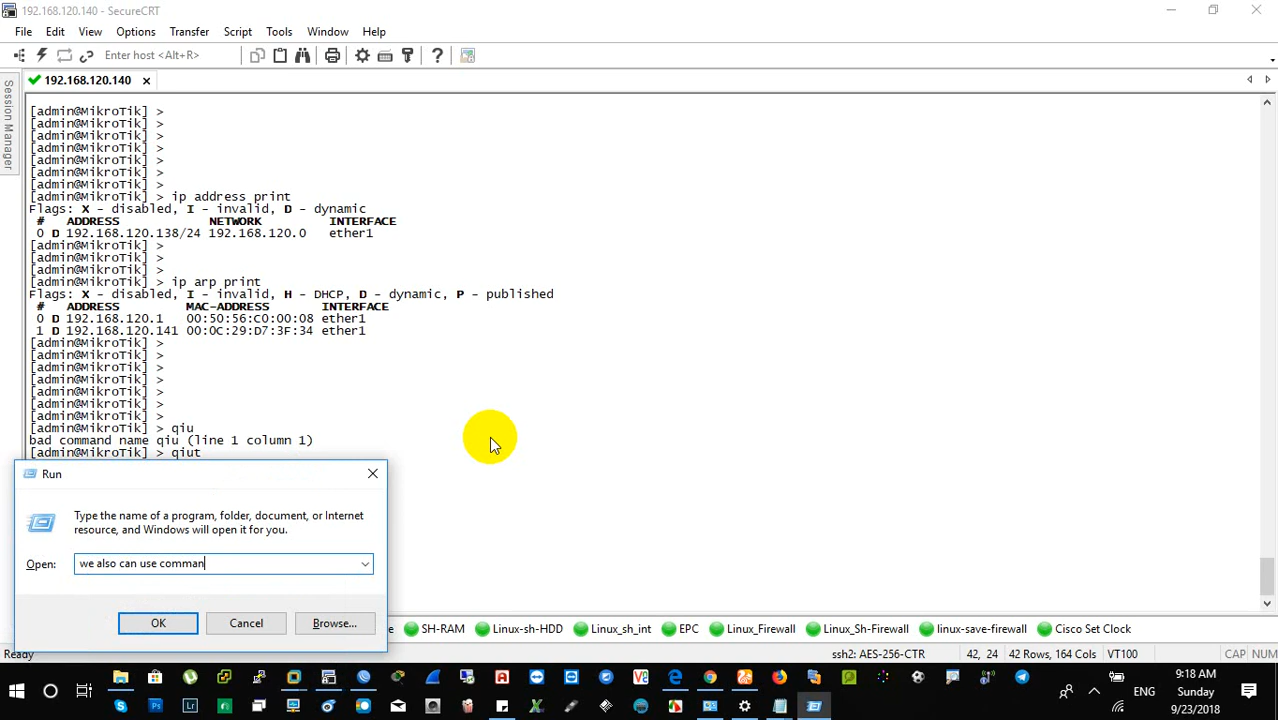 192.168.120.140 - SecureCRT
File Edit View Options Transfer Script Tools Window Help
Enter host <Alt+R>
192.168.120.140
Session Manager
[admin@MikroTik] >
[admin@MikroTik] >
[admin@MikroTik] >
[admin@MikroTik] >
[admin@MikroTik] >
[admin@MikroTik] >
[admin@MikroTik] >
[admin@MikroTik] > ip address print
Flags: X - disabled, I - invalid, D - dynamic
# ADDRESS NETWORK INTERFACE
0 D 192.168.120.138/24 192.168.120.0 ether1
[admin@MikroTik] >
[admin@MikroTik] >
[admin@MikroTik] >
[admin@MikroTik] > ip arp print
Flags: X - disabled, I - invalid, H - DHCP, D - dynamic, P - published
# ADDRESS MAC-ADDRESS INTERFACE
0 D 192.168.120.1 00:50:56:C0:00:08 ether1
1 D 192.168.120.141 00:0C:29:D7:3F:34 ether1
[admin@MikroTik] >
[admin@MikroTik] >
[admin@MikroTik] >
[admin@MikroTik] >
[admin@MikroTik] >
[admin@MikroTik] >
[admin@MikroTik] >
[admin@MikroTik] > qiu
bad command name qiu (line 1 column 1)
[admin@MikroTik] > qiut
Run
Type the name of a program, folder, document, or Internet
resource, and Windows will open it for you.
Open: we also can use comman
OK Cancel Browse...
SH-RAM Linux-sh-HDD Linux_sh_int EPC Linux_Firewall Linux_Sh-Firewall linux-save-firewall Cisco Set Clock
Ready ssh2: AES-256-CTR 42, 24 42 Rows, 164 Cols VT100 CAP NUM
ENG
9:18 AM
Sunday
9/23/2018